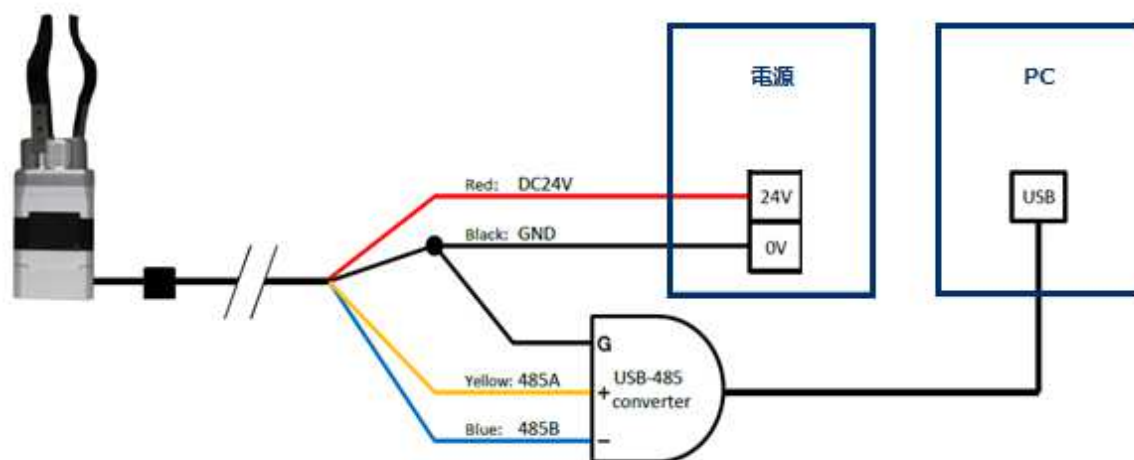 電源
PC
Red: DC24V
24V
USB
Black: GND
0V
G
USB-485
converter
Yellow: 485A
+
Blue: 485B
−